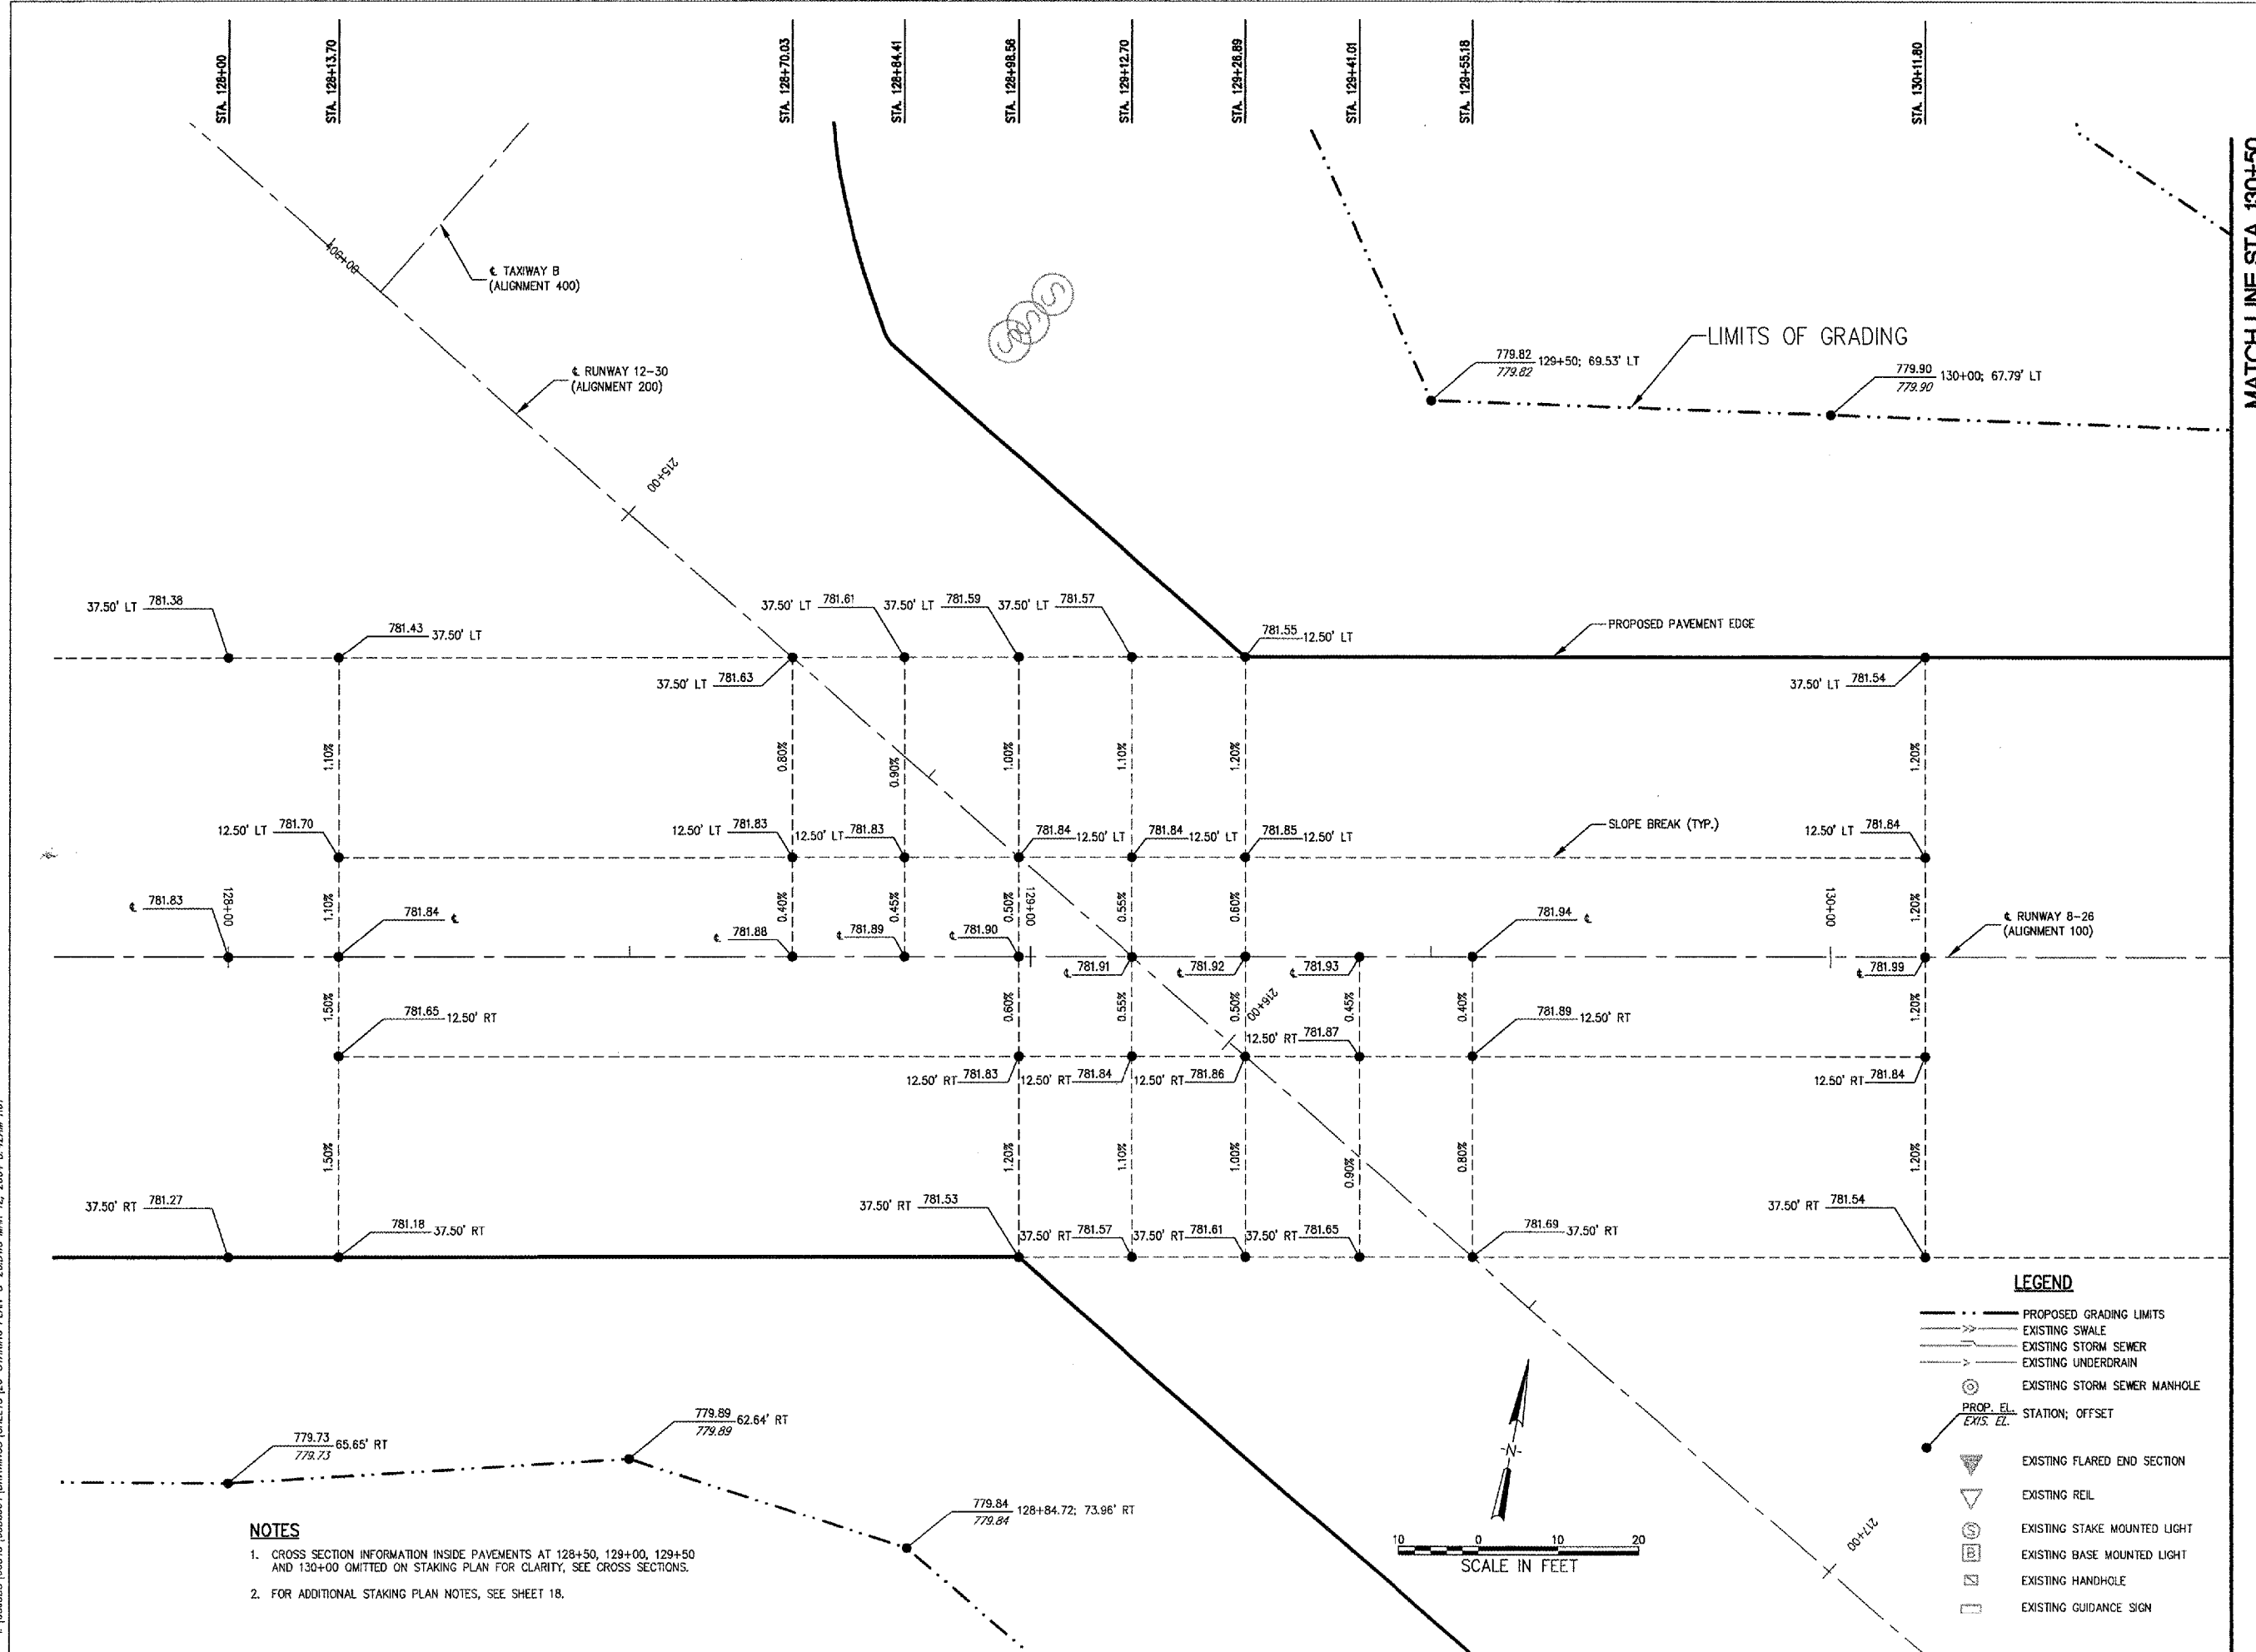 STA. 128+00
STA. 128+13.70
STA. 128+70.03
STA. 128+84.41
STA. 128+98.58
STA. 129+12.70
STA. 129+26.89
STA. 129+41.01
STA. 129+55.18
STA. 130+11.80
MATCH LINE STA. 130+50
406+00
℄ TAXIWAY B
(ALIGNMENT 400)
℄ RUNWAY 12-30
(ALIGNMENT 200)
215+00
S
S
S
LIMITS OF GRADING
779.82 129+50; 69.53' LT
779.82
779.90 130+00; 67.79' LT
779.90
37.50' LT 781.38
781.43 37.50' LT
37.50' LT 781.61
37.50' LT 781.59
37.50' LT 781.57
781.55 12.50' LT
PROPOSED PAVEMENT EDGE
37.50' LT 781.63
37.50' LT 781.54
1.10%
0.80%
0.90%
1.00%
1.10%
1.20%
1.20%
12.50' LT 781.70
12.50' LT 781.83
12.50' LT 781.83
781.84 12.50' LT
781.84 12.50' LT
781.85 12.50' LT
SLOPE BREAK (TYP.)
12.50' LT 781.84
℄ 781.83
128+00
1.10%
781.84 ℄
0.40%
0.45%
0.50%
129+00
0.55%
0.60%
130+00
1.20%
℄ 781.88
℄ 781.89
℄ 781.90
781.94 ℄
℄ RUNWAY 8-26
(ALIGNMENT 100)
℄ 781.91
℄ 781.92
℄ 781.93
℄ 781.99
1.50%
0.60%
0.55%
0.50%
216+00
0.45%
0.40%
1.20%
781.65 12.50' RT
12.50' RT 781.87
781.89 12.50' RT
12.50' RT 781.83
12.50' RT 781.84
12.50' RT 781.86
12.50' RT 781.84
1.50%
1.20%
1.10%
1.00%
0.90%
0.80%
1.20%
37.50' RT 781.27
781.18 37.50' RT
37.50' RT 781.53
37.50' RT 781.57
37.50' RT 781.61
37.50' RT 781.65
781.69 37.50' RT
37.50' RT 781.54
779.73 65.65' RT
779.73
779.89 62.64' RT
779.89
779.84 128+84.72; 73.96' RT
779.84
NOTES
1. CROSS SECTION INFORMATION INSIDE PAVEMENTS AT 128+50, 129+00, 129+50
AND 130+00 OMITTED ON STAKING PLAN FOR CLARITY, SEE CROSS SECTIONS.
2. FOR ADDITIONAL STAKING PLAN NOTES, SEE SHEET 18.
-N-
10 0 10 20
SCALE IN FEET
217+00
LEGEND
PROPOSED GRADING LIMITS
EXISTING SWALE
EXISTING STORM SEWER
EXISTING UNDERDRAIN
EXISTING STORM SEWER MANHOLE
PROP. EL. STATION; OFFSET
EXIS. EL.
EXISTING FLARED END SECTION
EXISTING REIL
S EXISTING STAKE MOUNTED LIGHT
B EXISTING BASE MOUNTED LIGHT
EXISTING HANDHOLE
EXISTING GUIDANCE SIGN